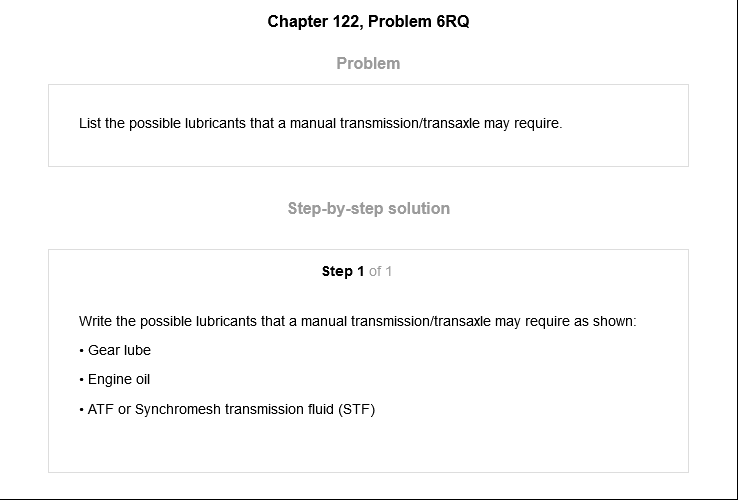 Chapter 122, Problem 6RQ
Problem
List the possible lubricants that a manual transmission/transaxle may require.
Step-by-step solution
Step 1 of 1
Write the possible lubricants that a manual transmission/transaxle may require as shown:
• Gear lube
• Engine oil
• ATF or Synchromesh transmission fluid (STF)